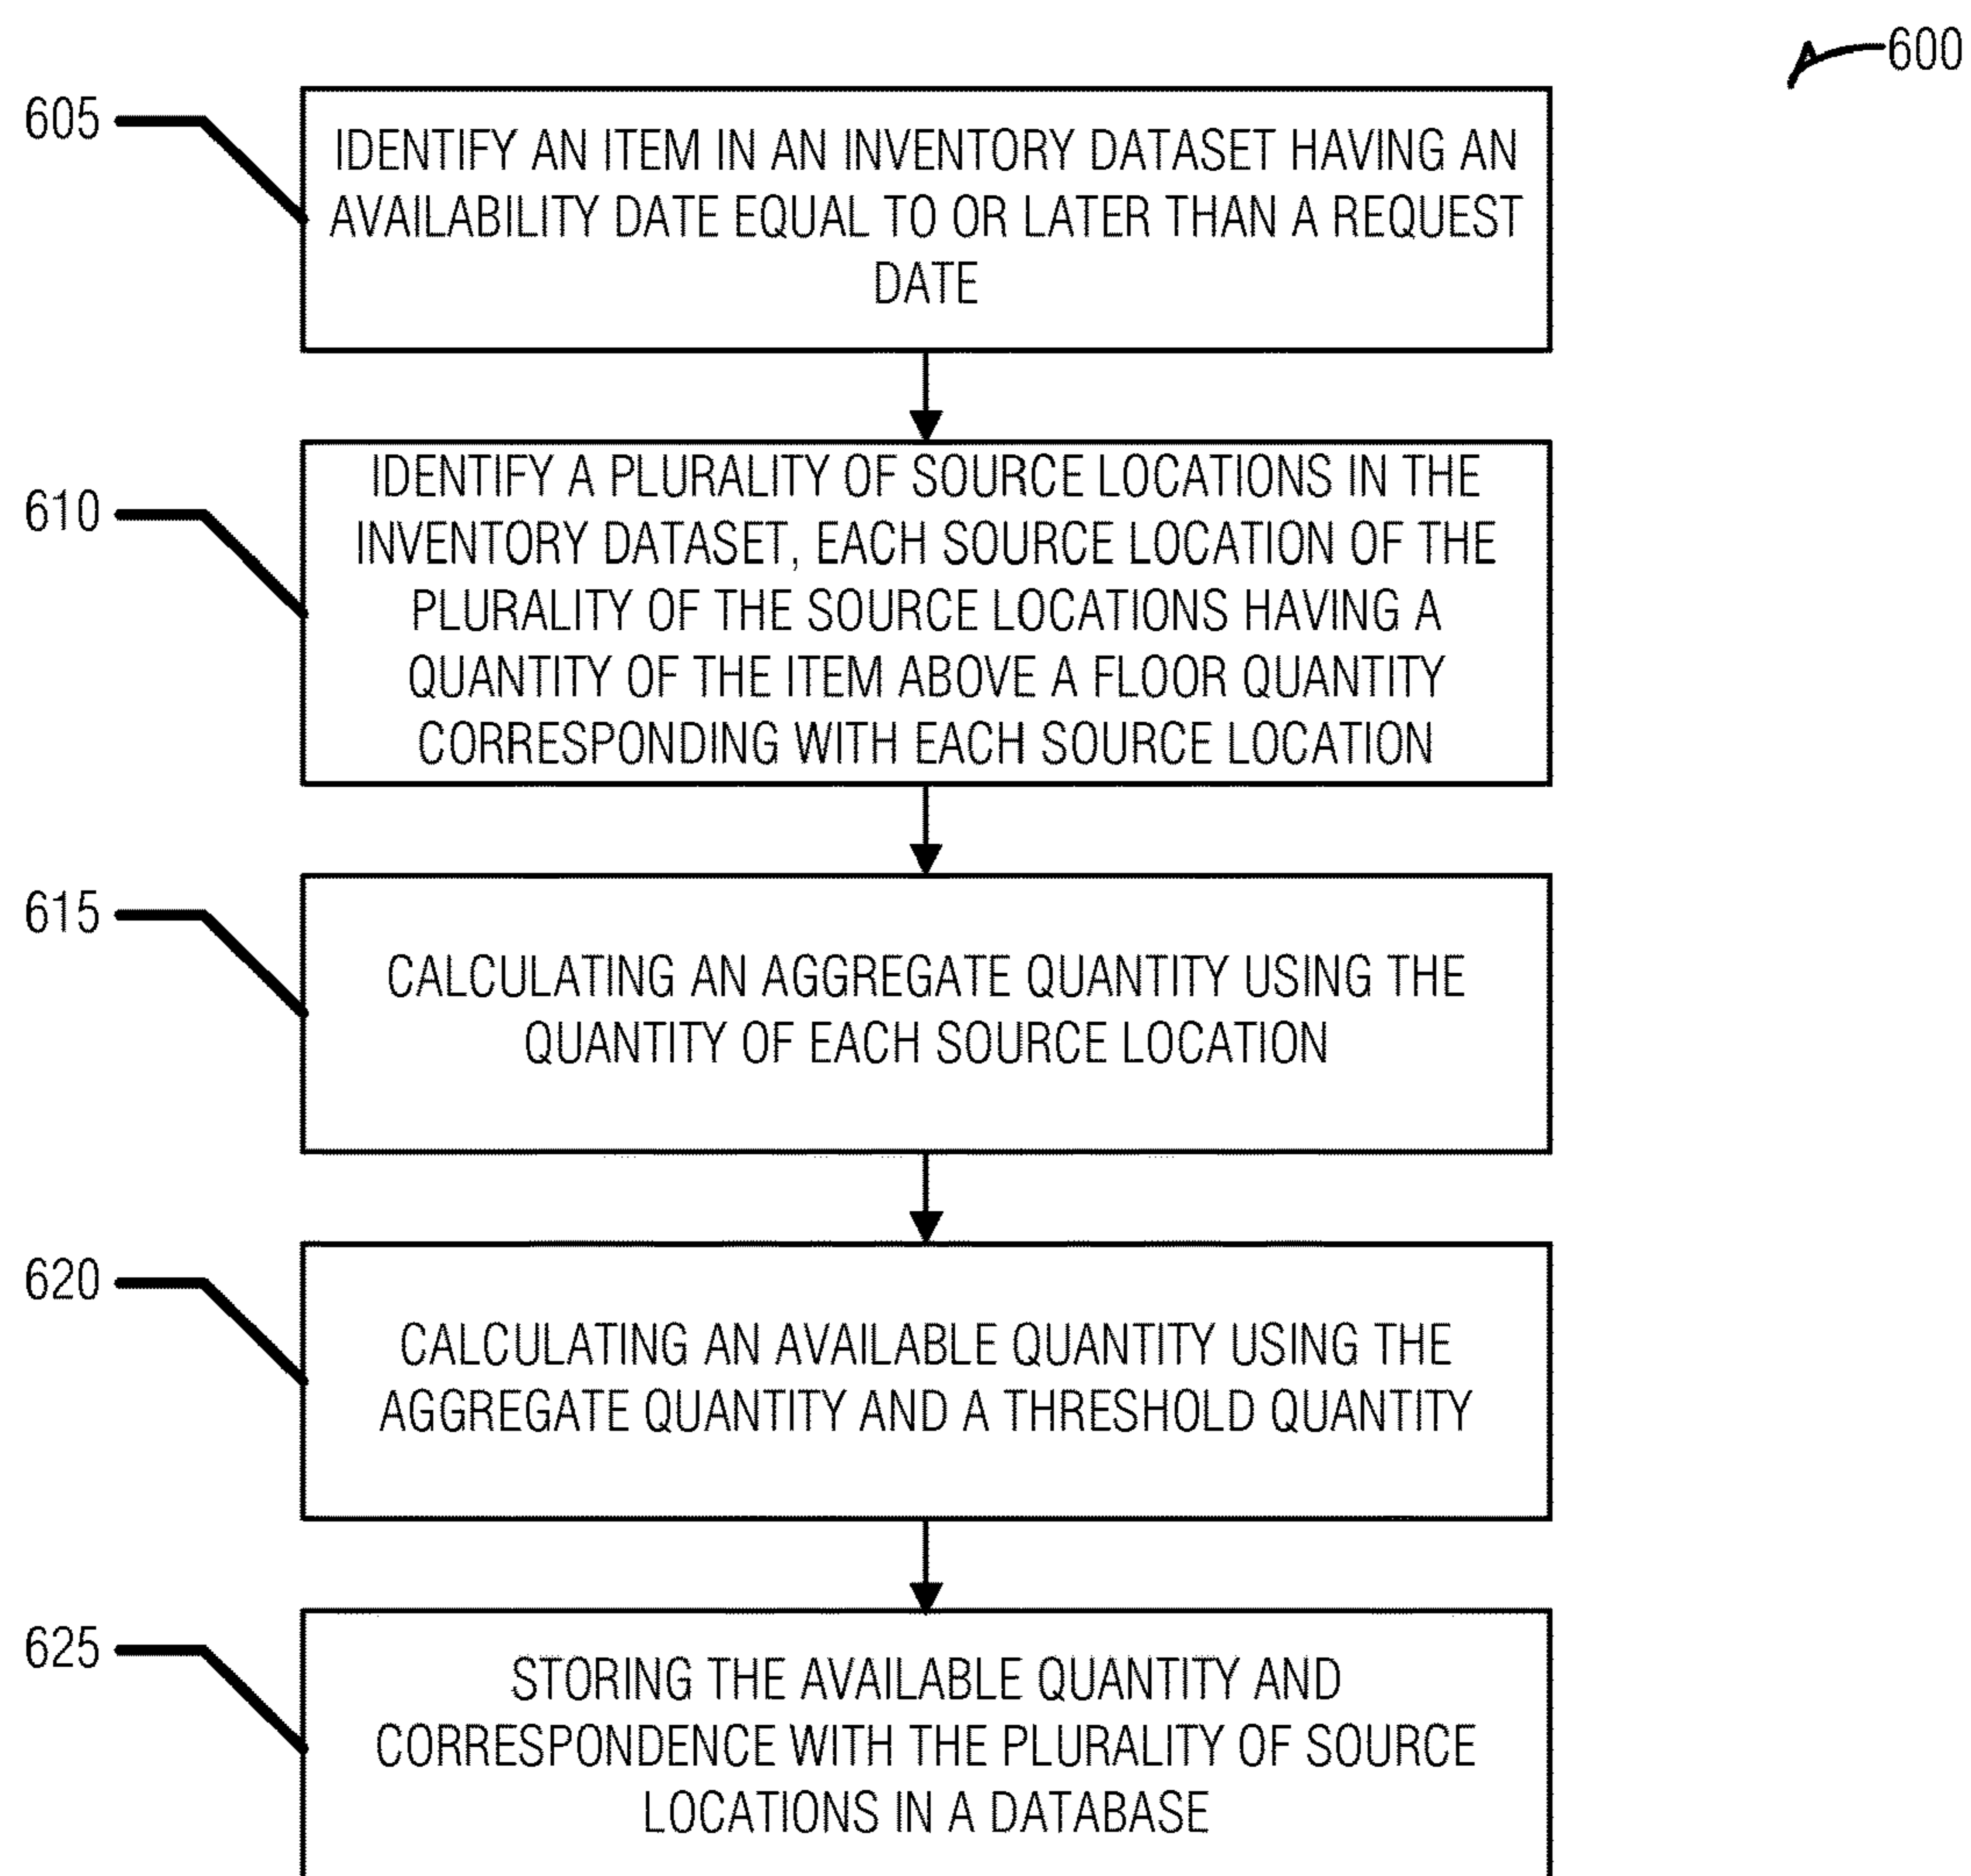 600
605
IDENTIFY AN ITEM IN AN INVENTORY DATASET HAVING AN
AVAILABILITY DATE EQUAL TO OR LATER THAN A REQUEST
DATE
610
IDENTIFY A PLURALITY OF SOURCE LOCATIONS IN THE
INVENTORY DATASET, EACH SOURCE LOCATION OF THE
PLURALITY OF THE SOURCE LOCATIONS HAVING A
QUANTITY OF THE ITEM ABOVE A FLOOR QUANTITY
CORRESPONDING WITH EACH SOURCE LOCATION
615
CALCULATING AN AGGREGATE QUANTITY USING THE
QUANTITY OF EACH SOURCE LOCATION
620
CALCULATING AN AVAILABLE QUANTITY USING THE
AGGREGATE QUANTITY AND A THRESHOLD QUANTITY
625
STORING THE AVAILABLE QUANTITY AND
CORRESPONDENCE WITH THE PLURALITY OF SOURCE
LOCATIONS IN A DATABASE